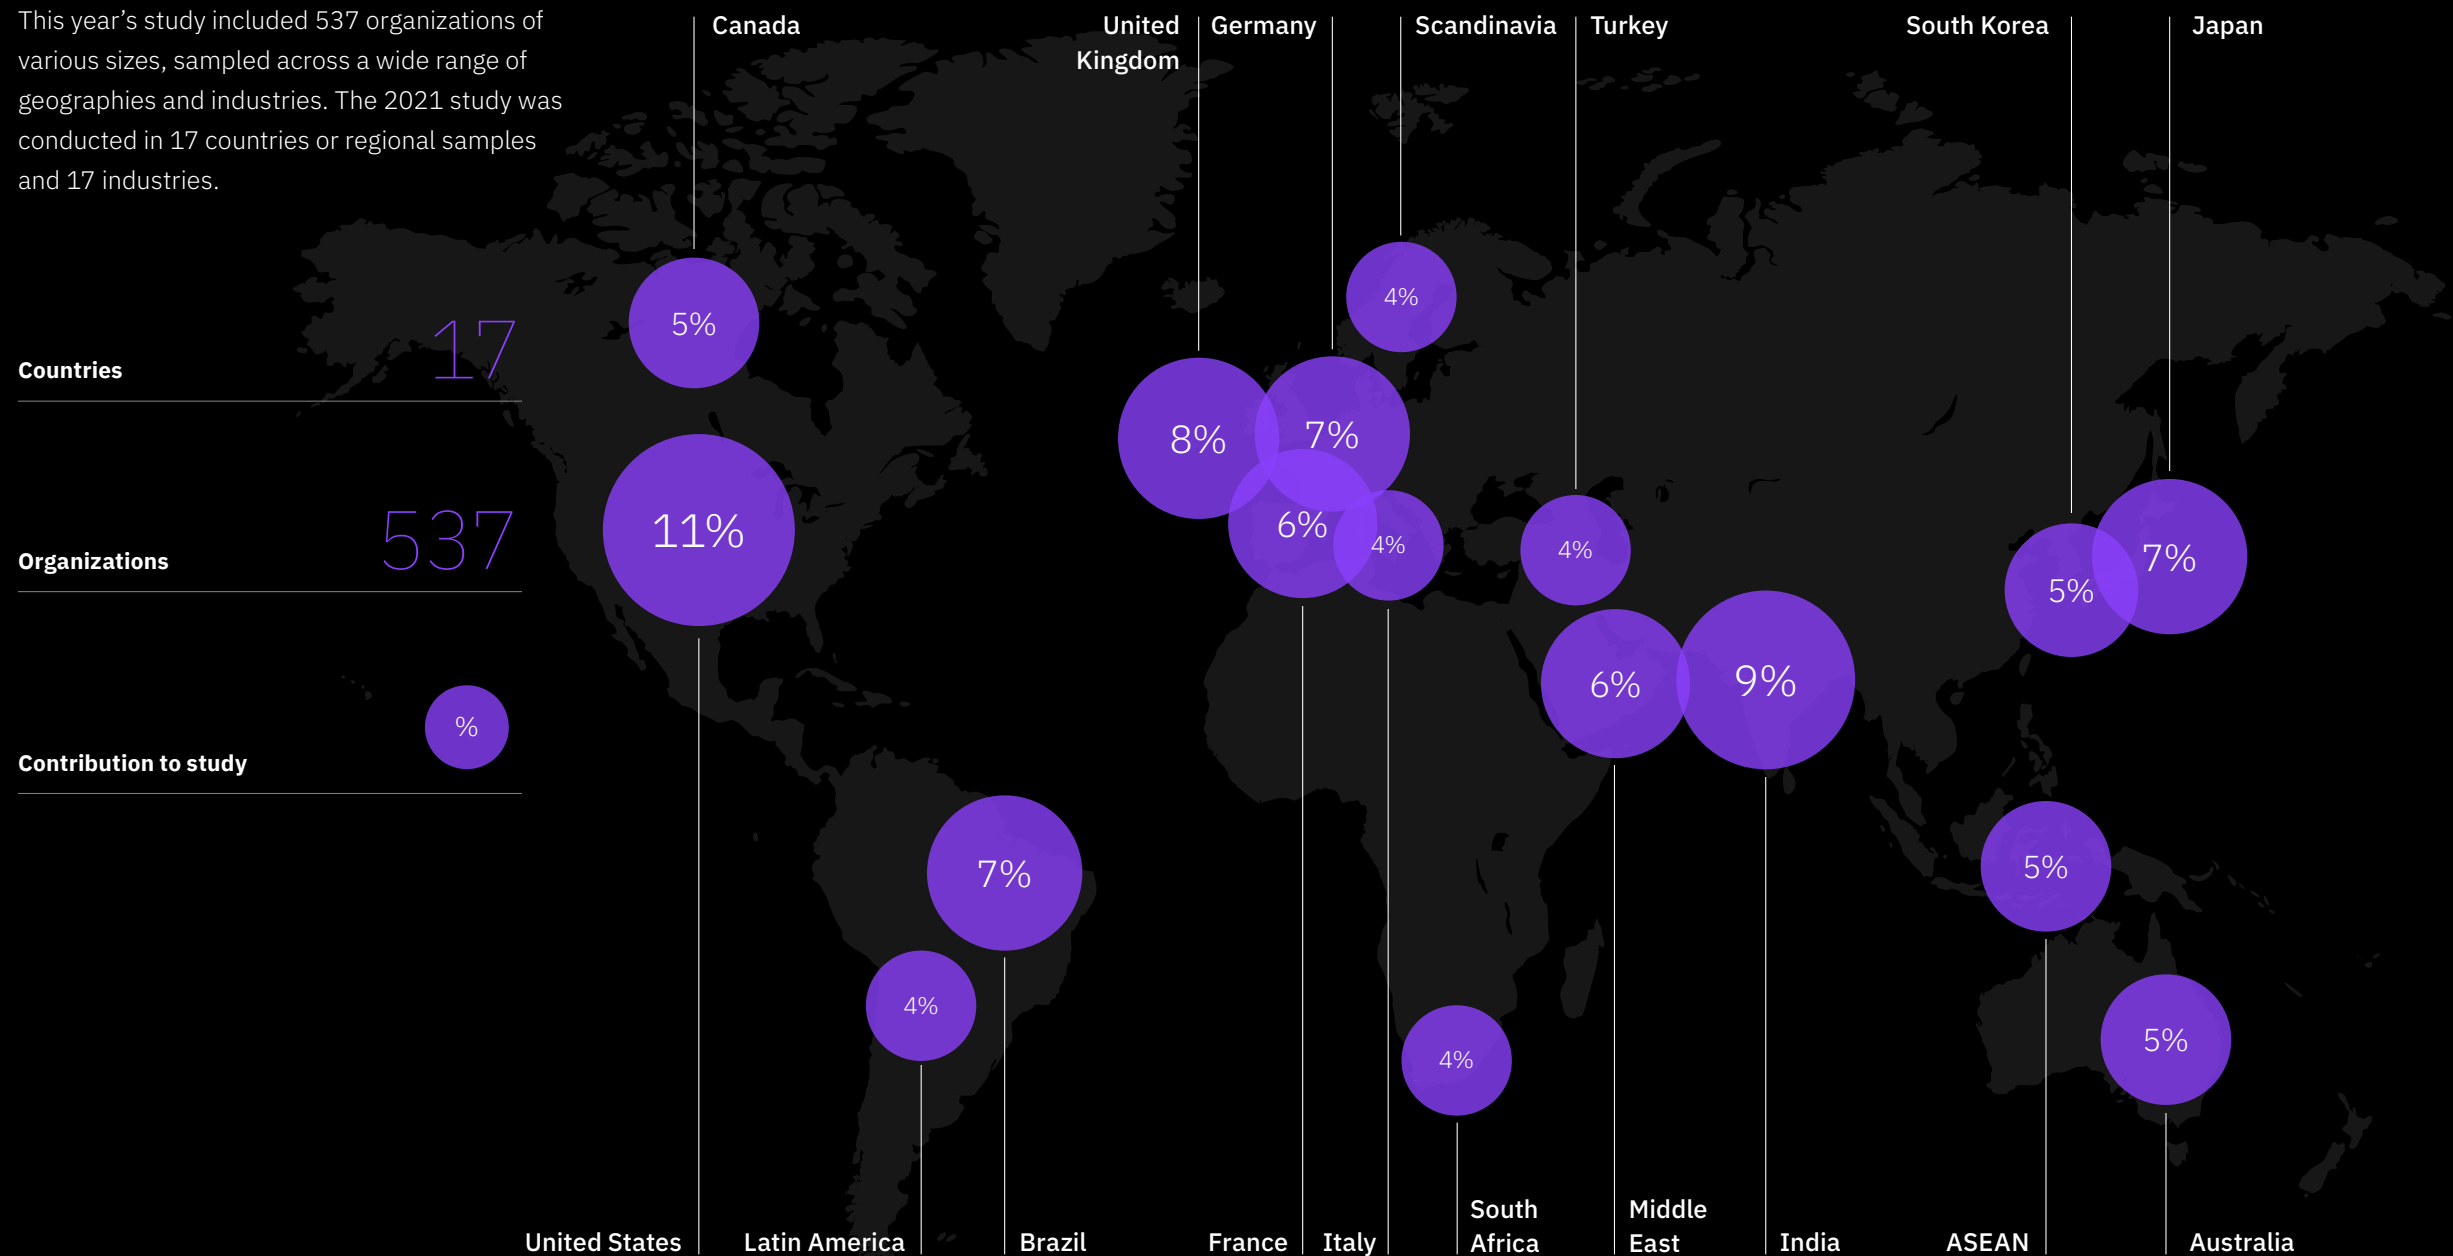 This year’s study included 537 organizations of
various sizes, sampled across a wide range of
geographies and industries. The 2021 study was
conducted in 17 countries or regional samples
and 17 industries.
Countries 17
Organizations 537
Contribution to study %
Canada
United
Kingdom
Germany
Scandinavia
Turkey
South Korea
Japan
5%
4%
8%
7%
11%
6%
4%
4%
5%
7%
6%
9%
7%
5%
4%
5%
4%
United States
Latin America
Brazil
France
Italy
South
Africa
Middle
East
India
ASEAN
Australia